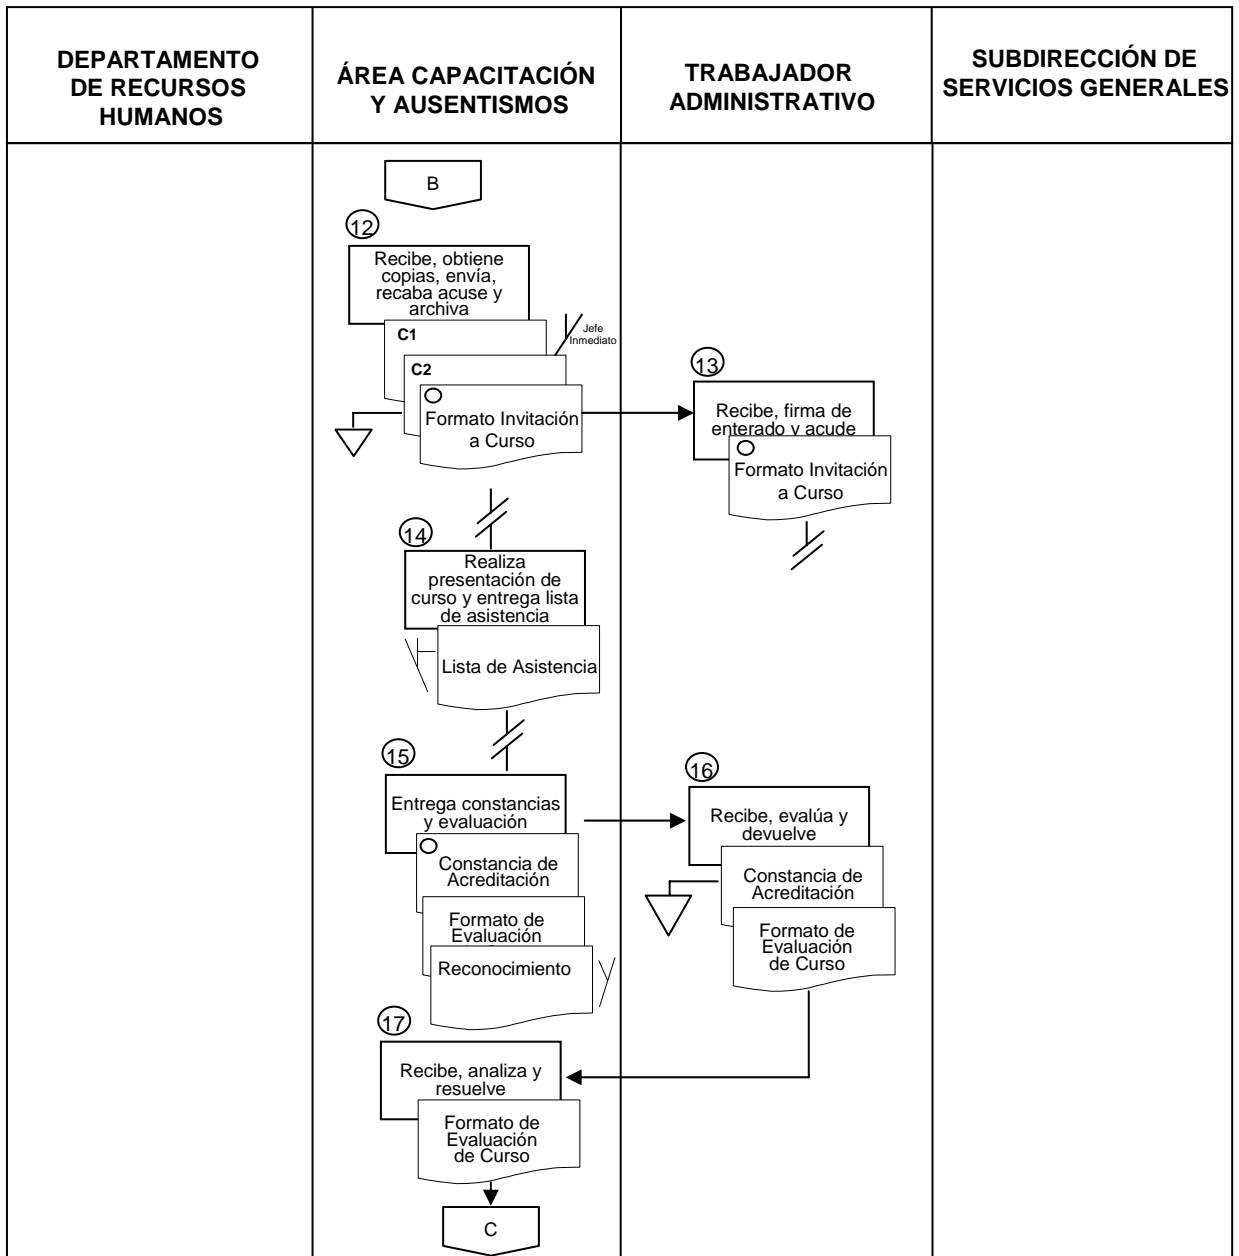 DEPARTAMENTO
DE RECURSOS
HUMANOS
ÁREA CAPACITACIÓN
Y AUSENTISMOS
TRABAJADOR
ADMINISTRATIVO
SUBDIRECCIÓN DE
SERVICIOS GENERALES
B
12
Recibe, obtiene
copias, envía,
recaba acuse y
archiva
C1
Jefe
Inmediato
C2
Formato Invitación
a Curso
13
Recibe, firma de
enterado y acude
Formato Invitación
a Curso
14
Realiza
presentación de
curso y entrega lista
de asistencia
Lista de Asistencia
15
Entrega constancias
y evaluación
Constancia de
Acreditación
Formato de
Evaluación
Reconocimiento
16
Recibe, evalúa y
devuelve
Constancia de
Acreditación
Formato de
Evaluación
de Curso
17
Recibe, analiza y
resuelve
Formato de
Evaluación
de Curso
C